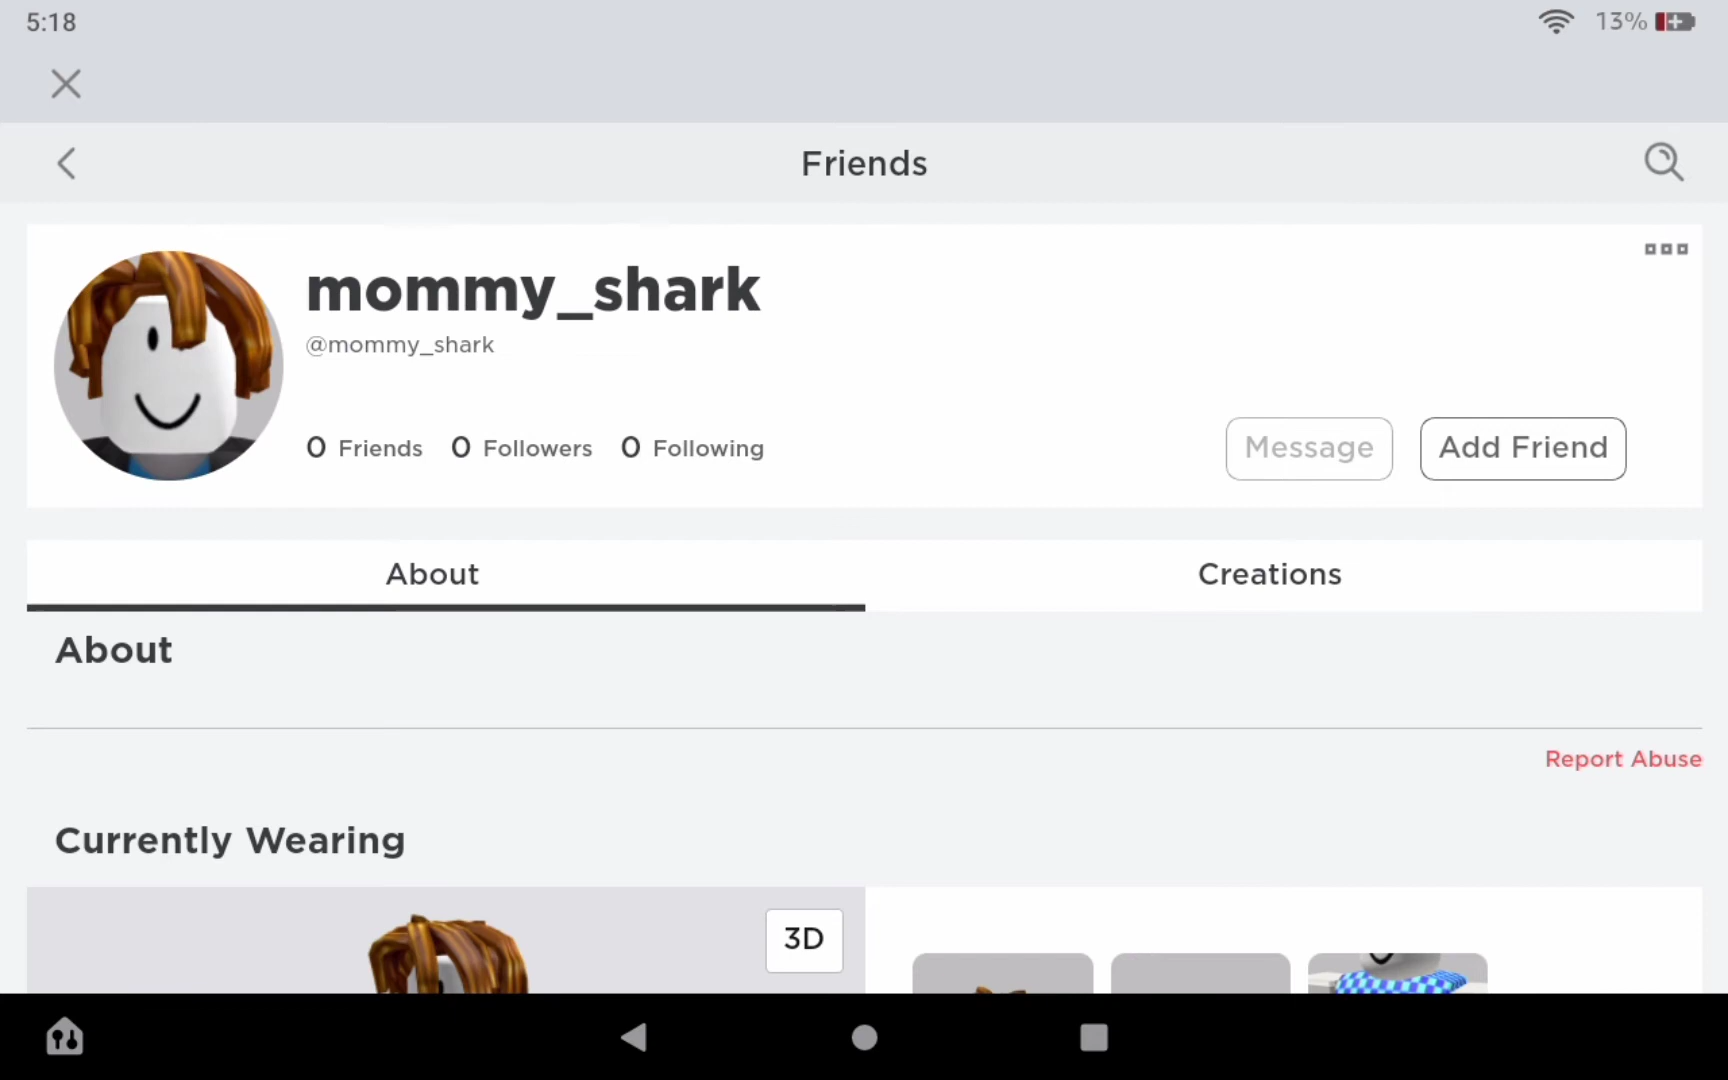 5:18
13%
Friends
mommy_shark
@mommy_shark
0 Friends 0 Followers 0 Following
Message Add Friend
About Creations
About
Report Abuse
Currently Wearing
3D